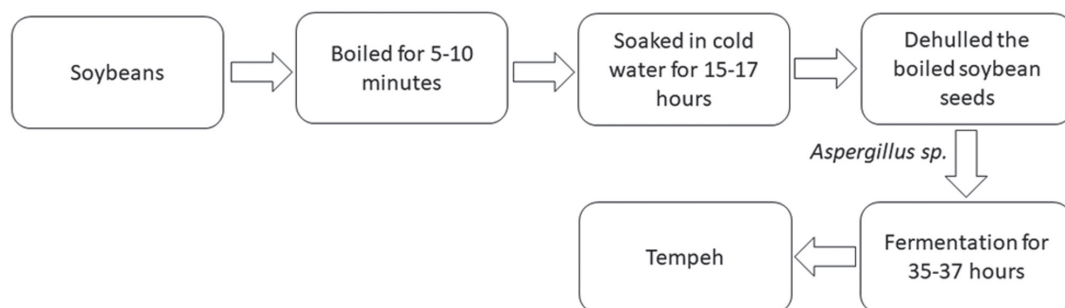 Soybeans
Boiled for 5-10
minutes
Soaked in cold
water for 15-17
hours
Dehulled the
boiled soybean
seeds
Aspergillus sp.
Fermentation for
35-37 hours
Tempeh